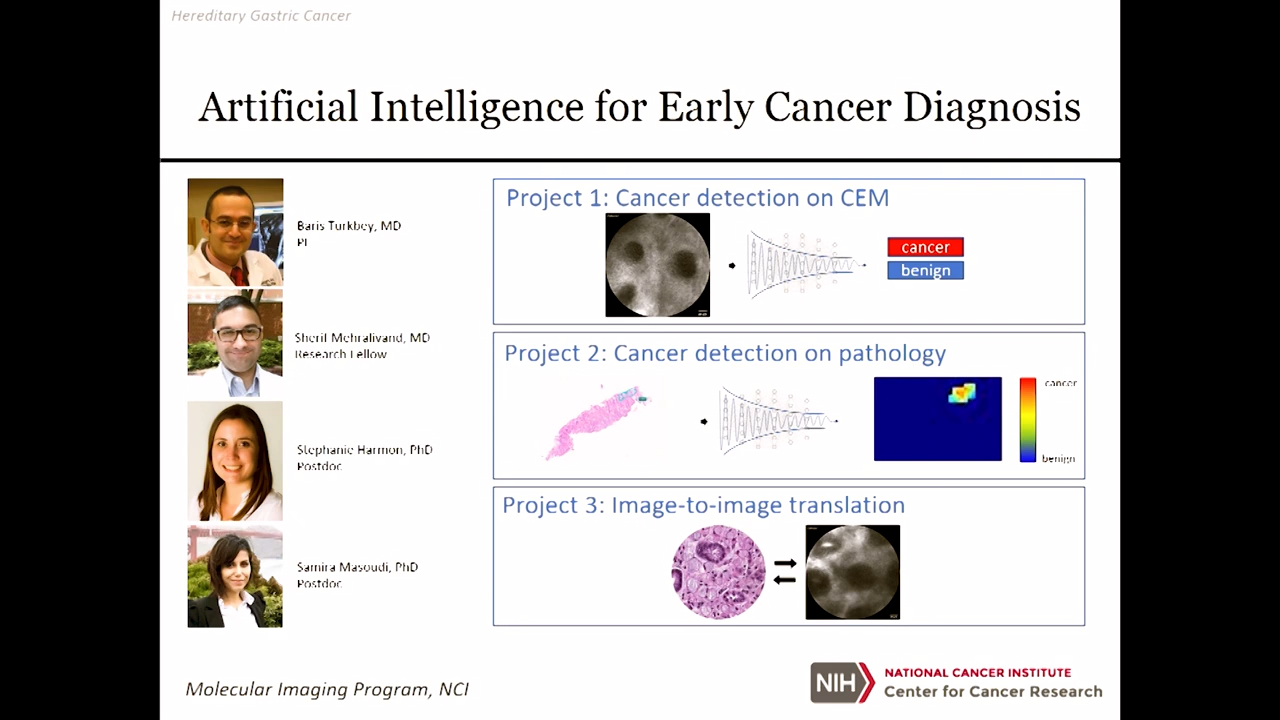 Hereditary Gastric Cancer
Artificial Intelligence for Early Cancer Diagnosis
Baris Turkbey, MD
PI
Sherif Mehralivand, MD
Research Fellow
Stephanie Harmon, PhD
Postdoc
Samira Masoudi, PhD
Postdoc
Project 1: Cancer detection on CEM
cancer
benign
Project 2: Cancer detection on pathology
cancer
benign
Project 3: Image-to-image translation
Molecular Imaging Program, NCI
NIH
NATIONAL CANCER INSTITUTE
Center for Cancer Research